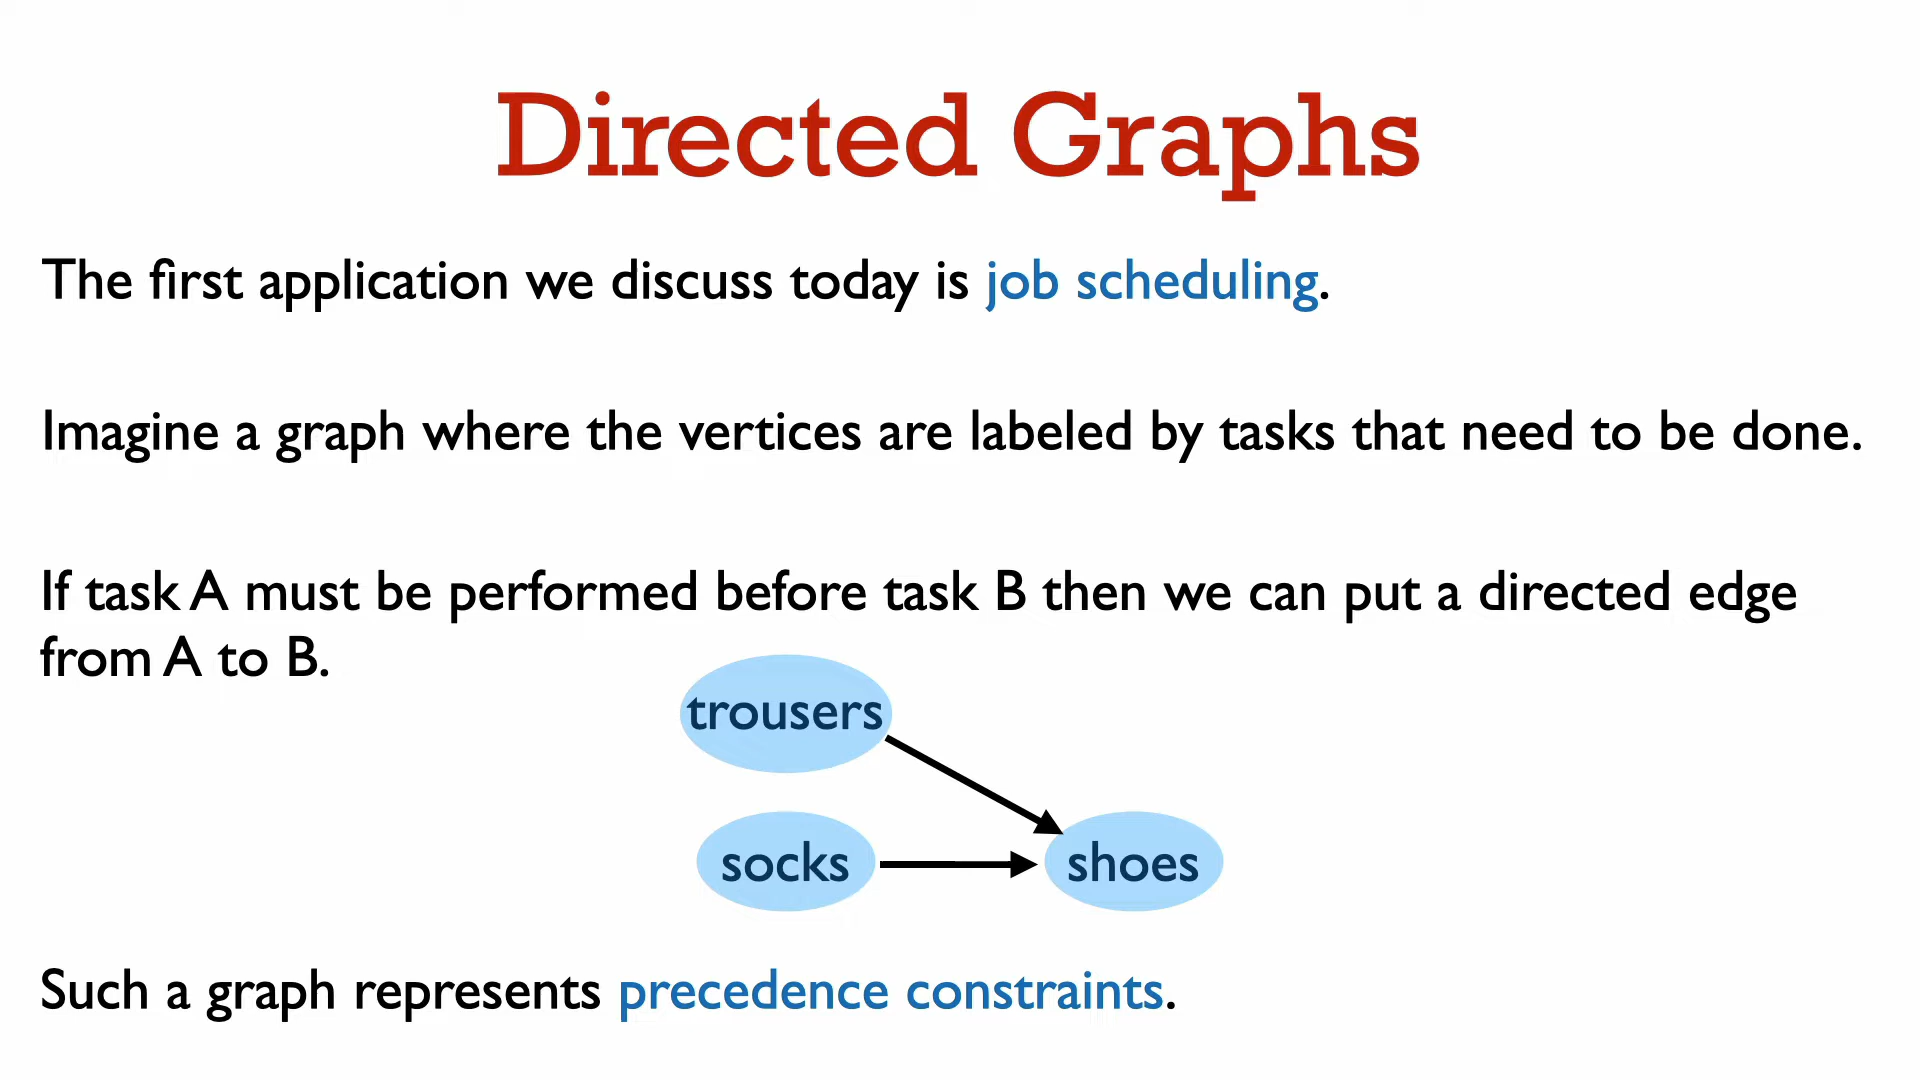 Directed Graphs
The first application we discuss today is job scheduling.
Imagine a graph where the vertices are labeled by tasks that need to be done.
If task A must be performed before task B then we can put a directed edge
from A to B.
trousers
socks
shoes
Such a graph represents precedence constraints.